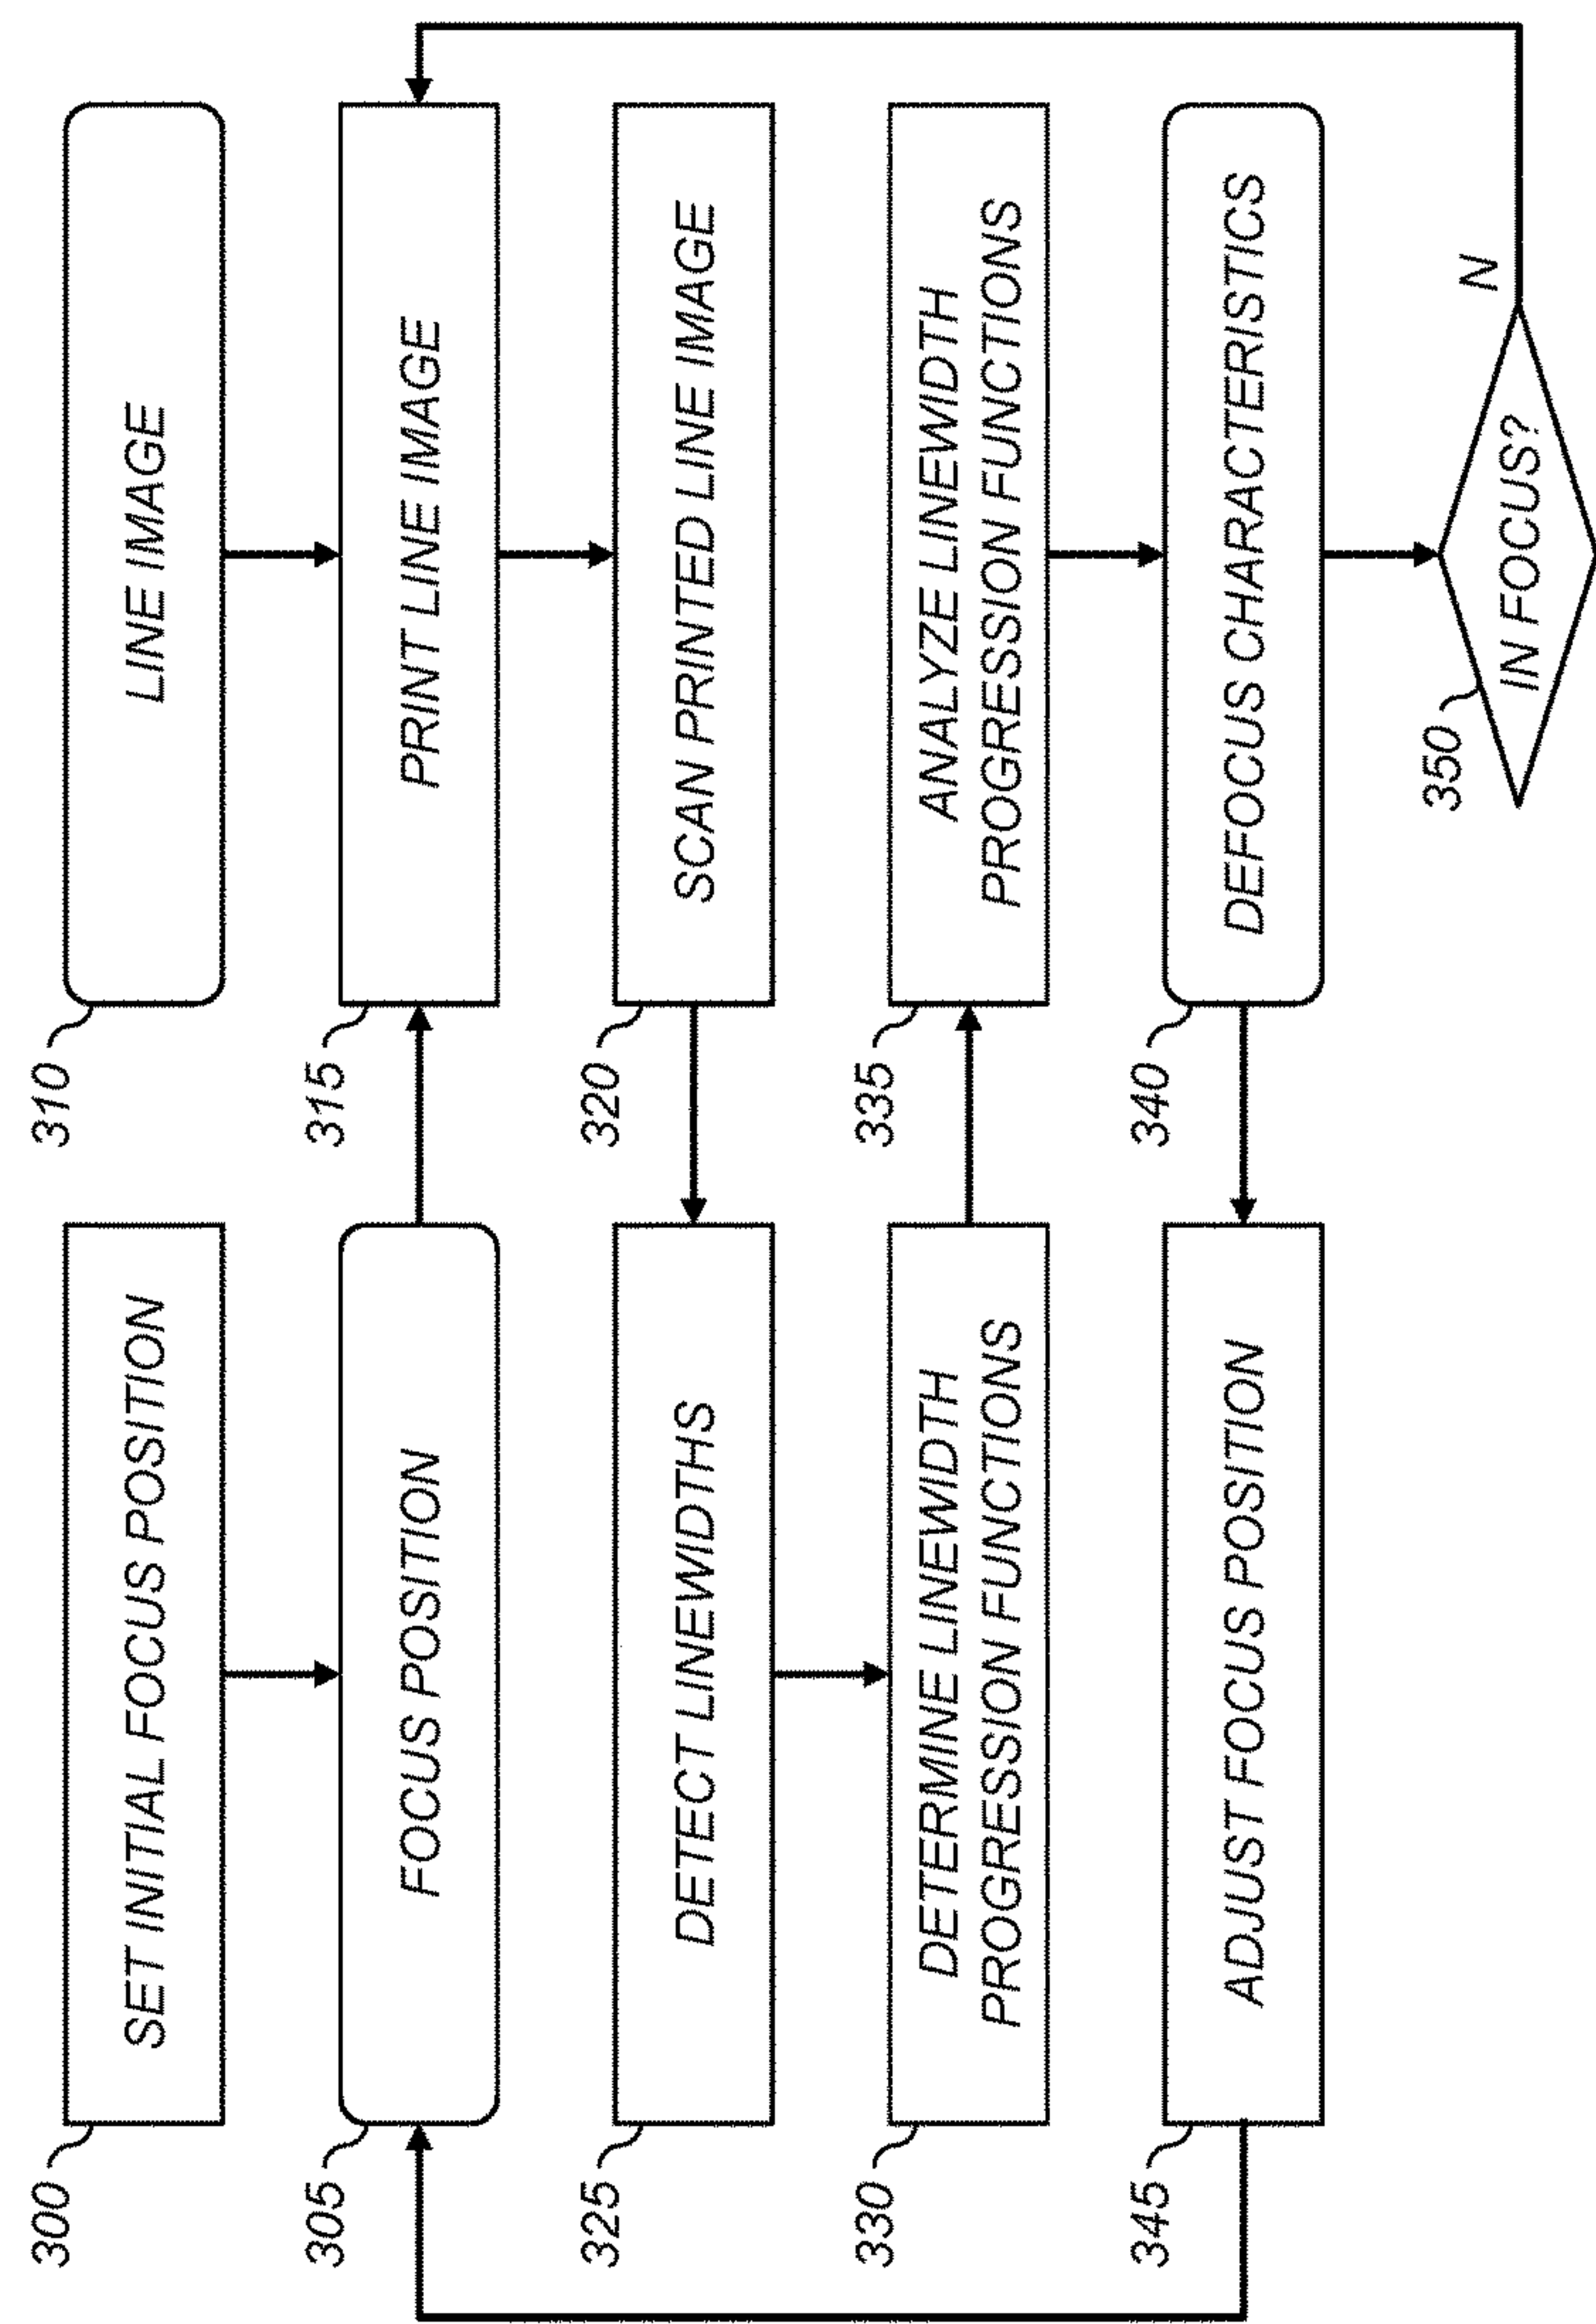 300
SET INITIAL FOCUS POSITION
310
LINE IMAGE
305
FOCUS POSITION
315
PRINT LINE IMAGE
325
DETECT LINEWIDTHS
320
SCAN PRINTED LINE IMAGE
330
DETERMINE LINEWIDTH
PROGRESSION FUNCTIONS
335
ANALYZE LINEWIDTH
PROGRESSION FUNCTIONS
345
ADJUST FOCUS POSITION
340
DEFOCUS CHARACTERISTICS
350
IN FOCUS?
N